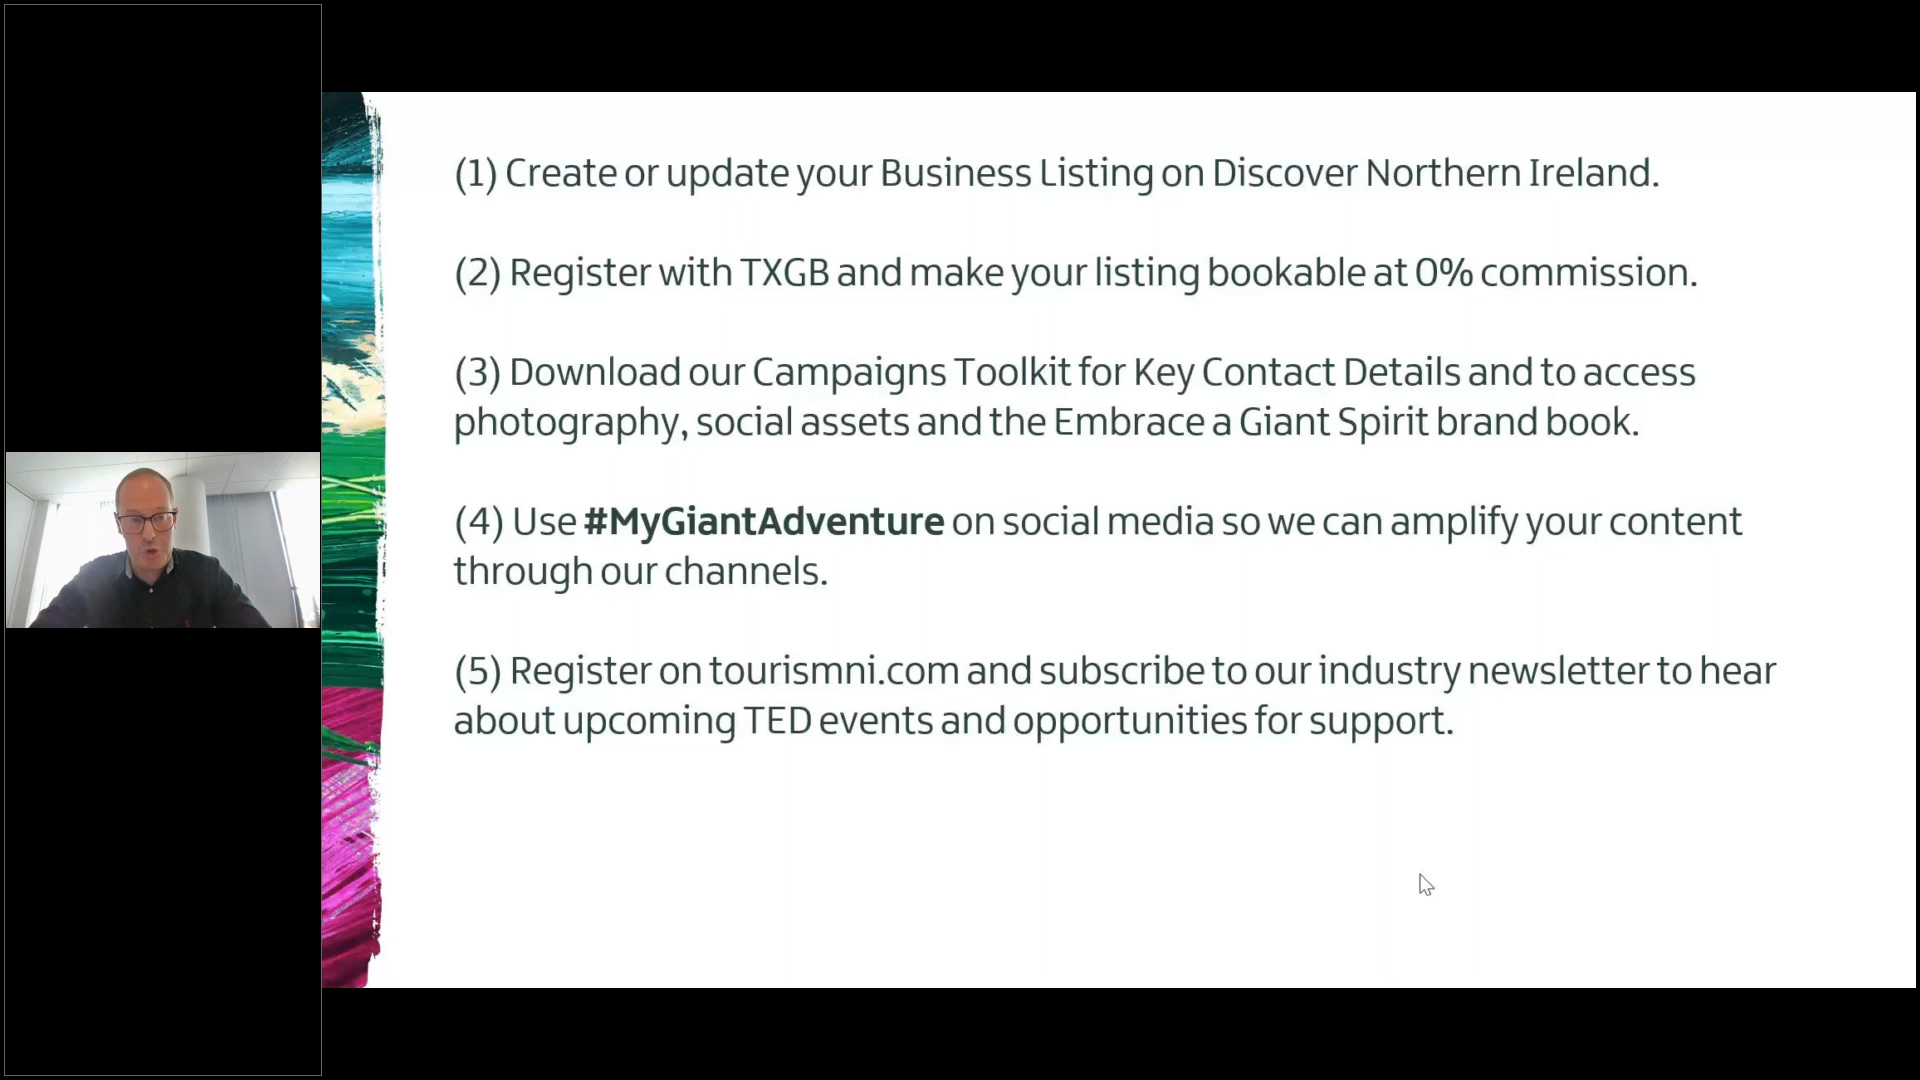 (1) Create or update your Business Listing on Discover Northern Ireland.
(2) Register with TXGB and make your listing bookable at 0% commission.
(3) Download our Campaigns Toolkit for Key Contact Details and to access
photography, social assets and the Embrace a Giant Spirit brand book.
(4) Use #MyGiantAdventure on social media so we can amplify your content
through our channels.
(5) Register on tourismni.com and subscribe to our industry newsletter to hear
about upcoming TED events and opportunities for support.